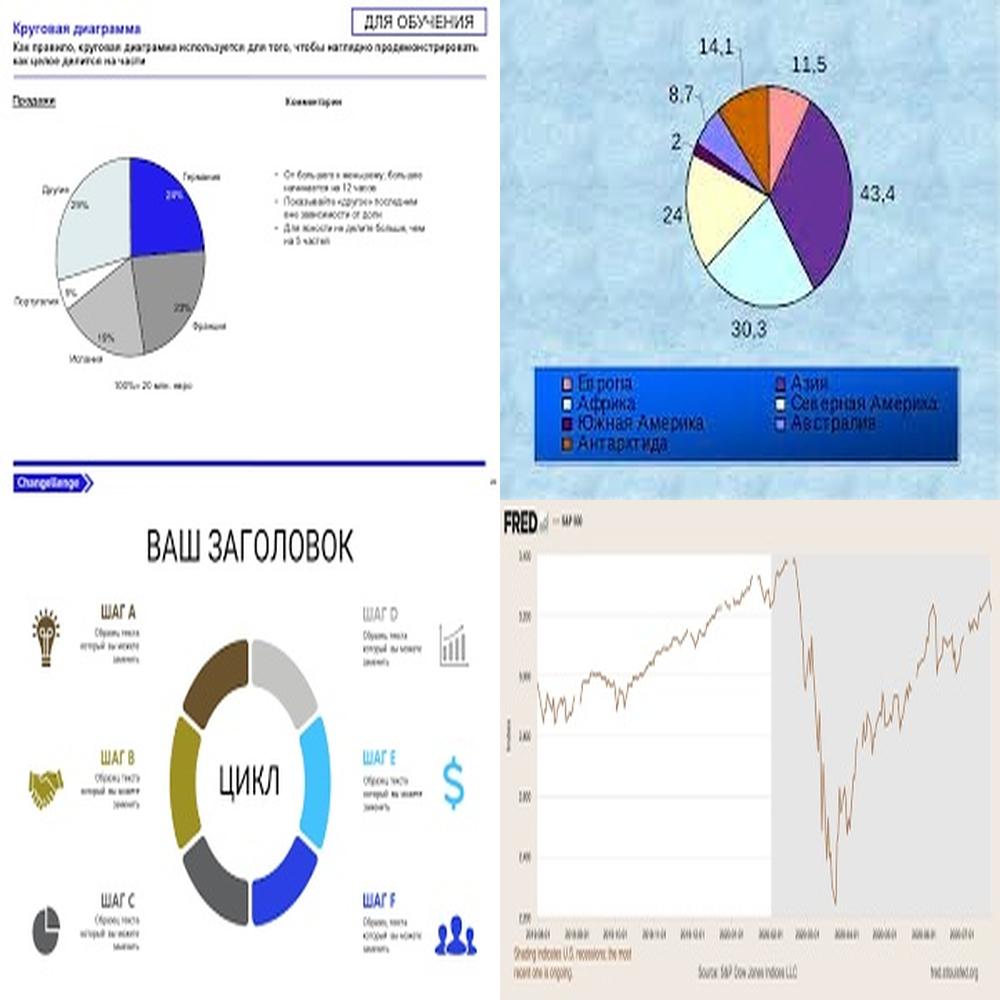 ДЛЯ ОБУЧЕНИЯ
Круговая диаграмма
Как правило, круговая диаграмма используется для того, чтобы наглядно продемонстрировать
как целое делится на части
Продажи
Комментарии
Германия
Другие
Португалия
Испания
Франция
24%
23%
19%
5%
29%
От большего к меньшему; большее
начинается на 12 часов
Показывайте «другое» последним
вне зависимости от доли
Для ясности не делите больше, чем
на 5 частей
100%= 20 млн. евро
Changellenge
14,1
11,5
8,7
2
43,4
24
30,3
Европа
Азия
Африка
Северная Америка
Южная Америка
Австралия
Антарктида
ВАШ ЗАГОЛОВОК
ШАГ A
Образец текста
который вы можете
заменить
ШАГ B
Образец текста
который вы можете
заменить
ШАГ C
Образец текста
который вы можете
заменить
ЦИКЛ
ШАГ D
Образец текста
который вы можете
заменить
ШАГ E
Образец текста
который вы можете
заменить
ШАГ F
Образец текста
который вы можете
заменить
FRED
S&P 500
Shading indicates U.S. recessions; the most
recent one is ongoing.
Source: S&P Dow Jones Indices LLC
fred.stlouisfed.org